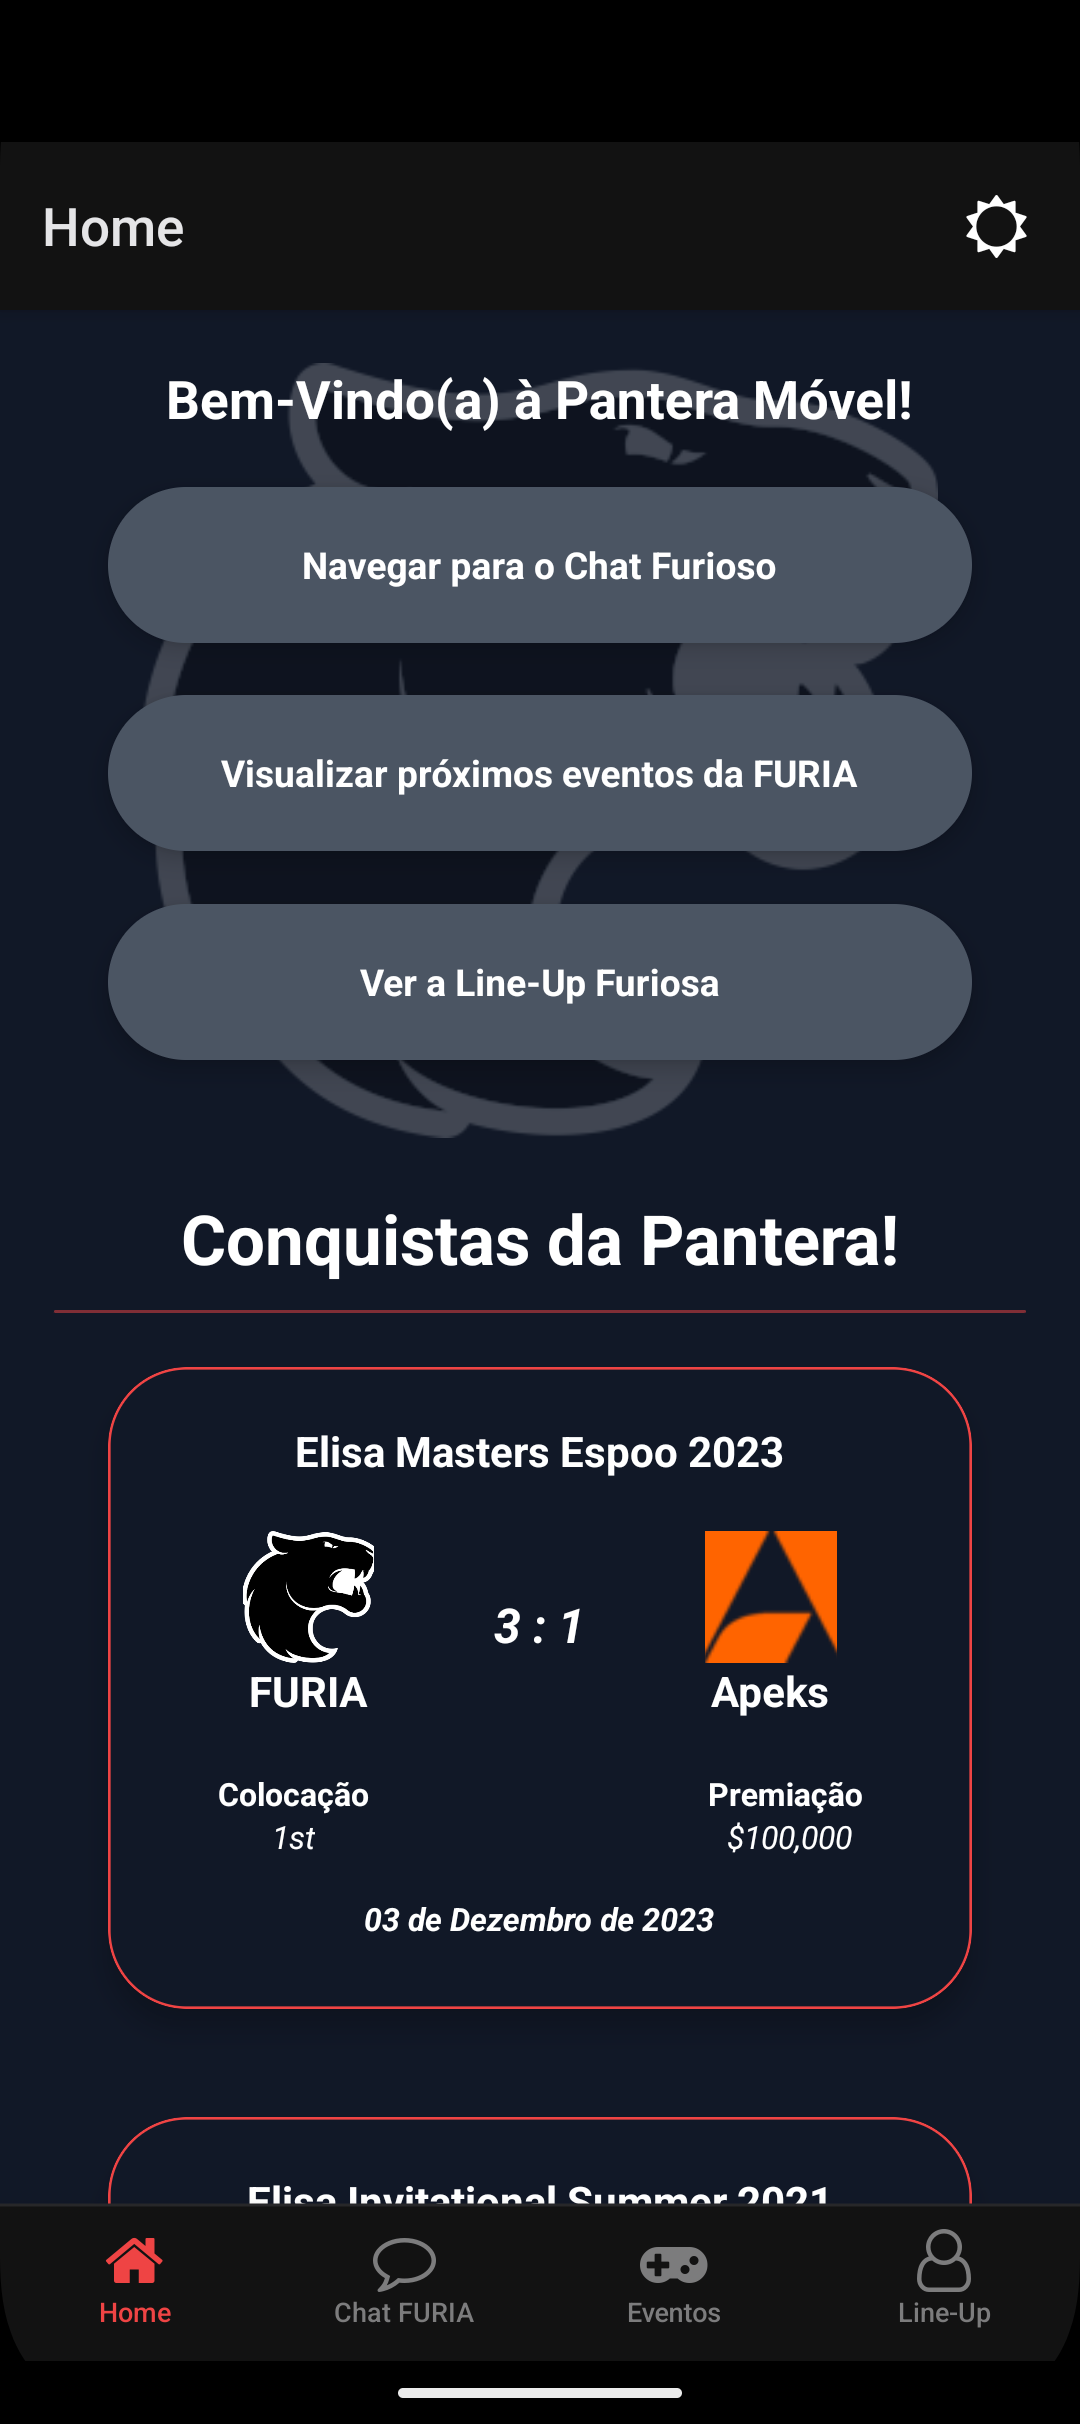 Home
Bem-Vindo(a) à Pantera Móvel!
Navegar para o Chat Furioso
Visualizar próximos eventos da FURIA
Ver a Line-Up Furiosa
Conquistas da Pantera!
Elisa Masters Espoo 2023
3 : 1
FURIA
Apeks
Colocação
Premiação
1st
$100,000
03 de Dezembro de 2023
Elisa Invitational Summer 2021
Home
Chat FURIA
Eventos
Line-Up